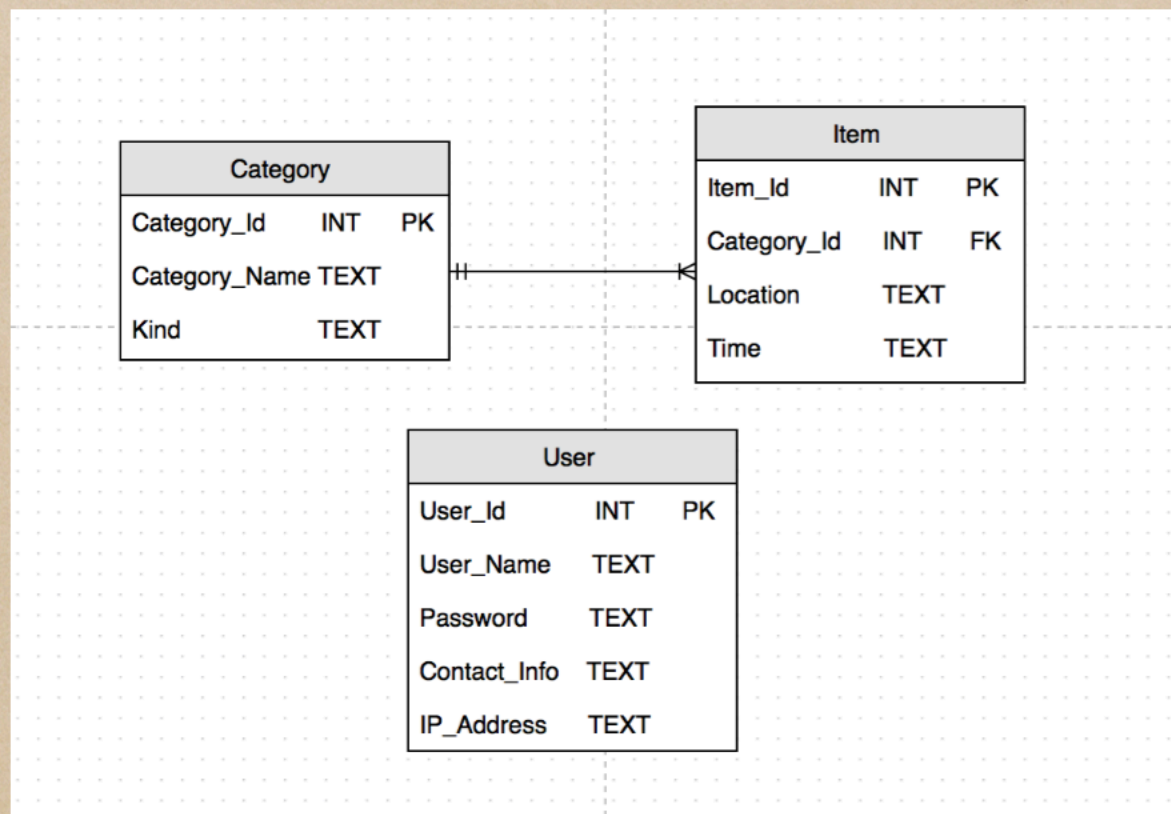 Category
Category_Id INT PK
Category_Name TEXT
Kind TEXT
Item
Item_Id INT PK
Category_Id INT FK
Location TEXT
Time TEXT
User
User_Id INT PK
User_Name TEXT
Password TEXT
Contact_Info TEXT
IP_Address TEXT